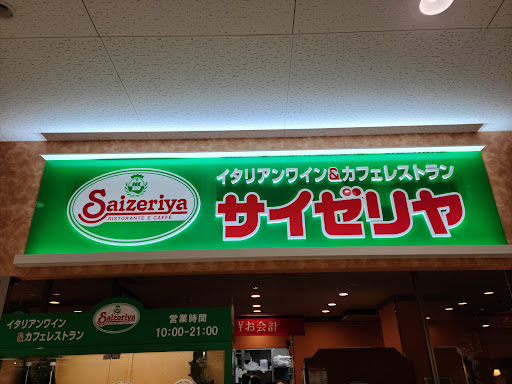 Saizeriya
RISTORANTE E CAFFÈ
イタリアンワイン&カフェレストラン
サイゼリヤ
イタリアンワイン
&カフェレストラン
Saizeriya
営業時間
10:00-21:00
お会計